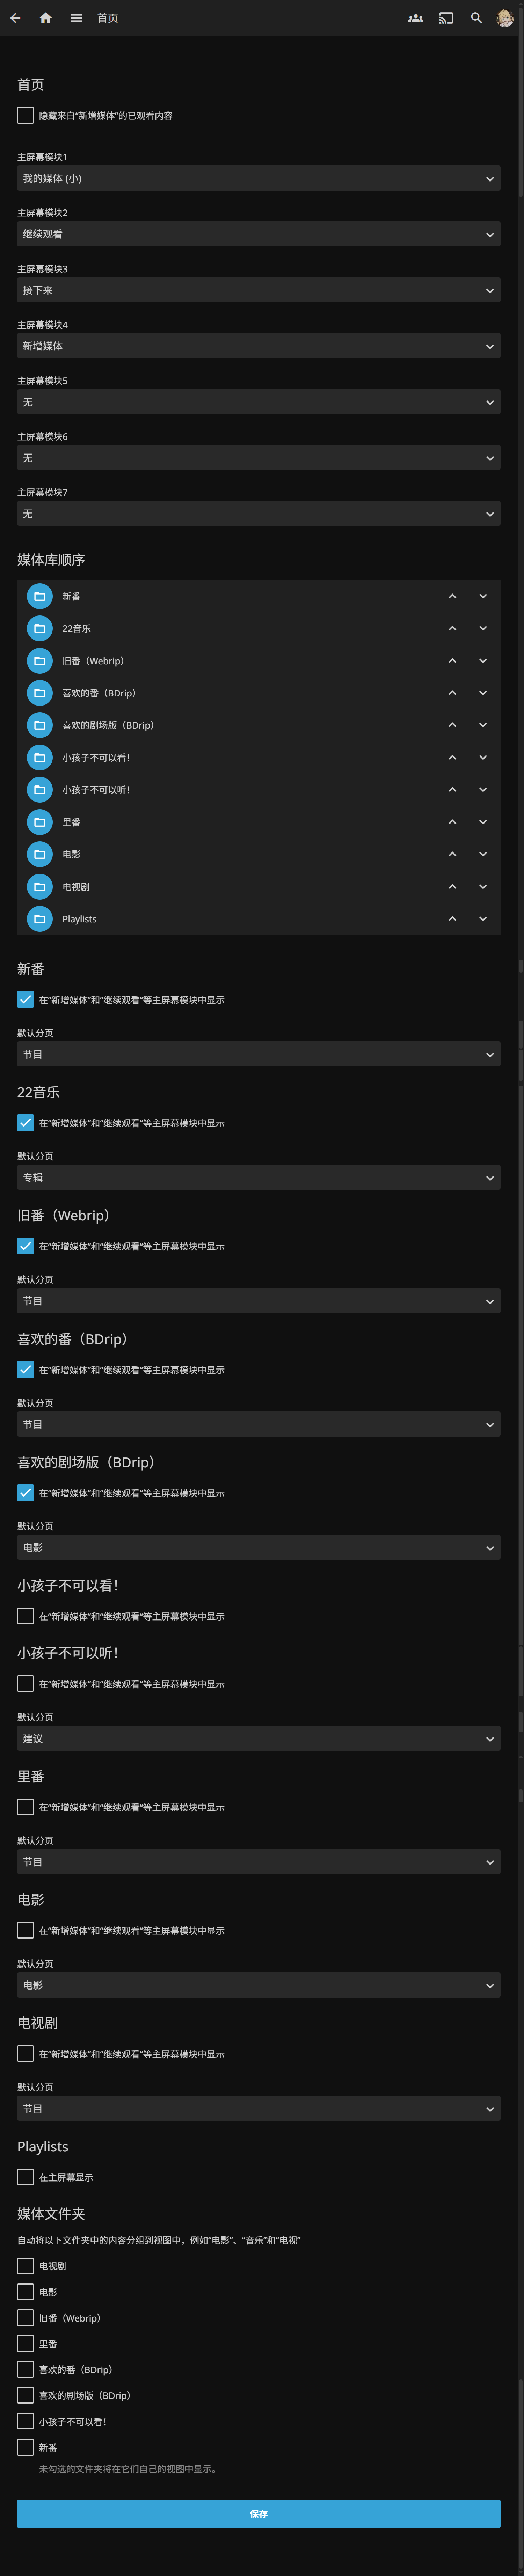 首页
首页
隐藏来自“新增媒体”的已观看内容
主屏幕模块1
我的媒体 (小)
主屏幕模块2
继续观看
主屏幕模块3
接下来
主屏幕模块4
新增媒体
主屏幕模块5
无
主屏幕模块6
无
主屏幕模块7
无
媒体库顺序
新番
22音乐
旧番（Webrip）
喜欢的番（BDrip）
喜欢的剧场版（BDrip）
小孩子不可以看！
小孩子不可以听！
里番
电影
电视剧
Playlists
新番
在“新增媒体”和“继续观看”等主屏幕模块中显示
默认分页
节目
22音乐
在“新增媒体”和“继续观看”等主屏幕模块中显示
默认分页
专辑
旧番（Webrip）
在“新增媒体”和“继续观看”等主屏幕模块中显示
默认分页
节目
喜欢的番（BDrip）
在“新增媒体”和“继续观看”等主屏幕模块中显示
默认分页
节目
喜欢的剧场版（BDrip）
在“新增媒体”和“继续观看”等主屏幕模块中显示
默认分页
电影
小孩子不可以看！
在“新增媒体”和“继续观看”等主屏幕模块中显示
小孩子不可以听！
在“新增媒体”和“继续观看”等主屏幕模块中显示
默认分页
建议
里番
在“新增媒体”和“继续观看”等主屏幕模块中显示
默认分页
节目
电影
在“新增媒体”和“继续观看”等主屏幕模块中显示
默认分页
电影
电视剧
在“新增媒体”和“继续观看”等主屏幕模块中显示
默认分页
节目
Playlists
在主屏幕显示
媒体文件夹
自动将以下文件夹中的内容分组到视图中，例如“电影”、“音乐”和“电视”
电视剧
电影
旧番（Webrip）
里番
喜欢的番（BDrip）
喜欢的剧场版（BDrip）
小孩子不可以看！
新番
未勾选的文件夹将在它们自己的视图中显示。
保存